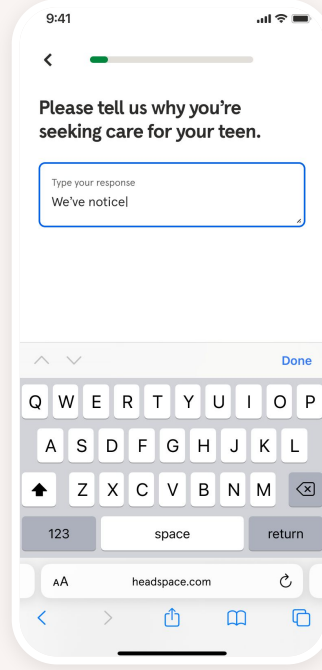 9:41
Please tell us why you're
seeking care for your teen.
Type your response
We've notice
Done
Q W E R T Y U I O P
A S D F G H J K L
Z X C V B N M
123 space return
AA headspace.com